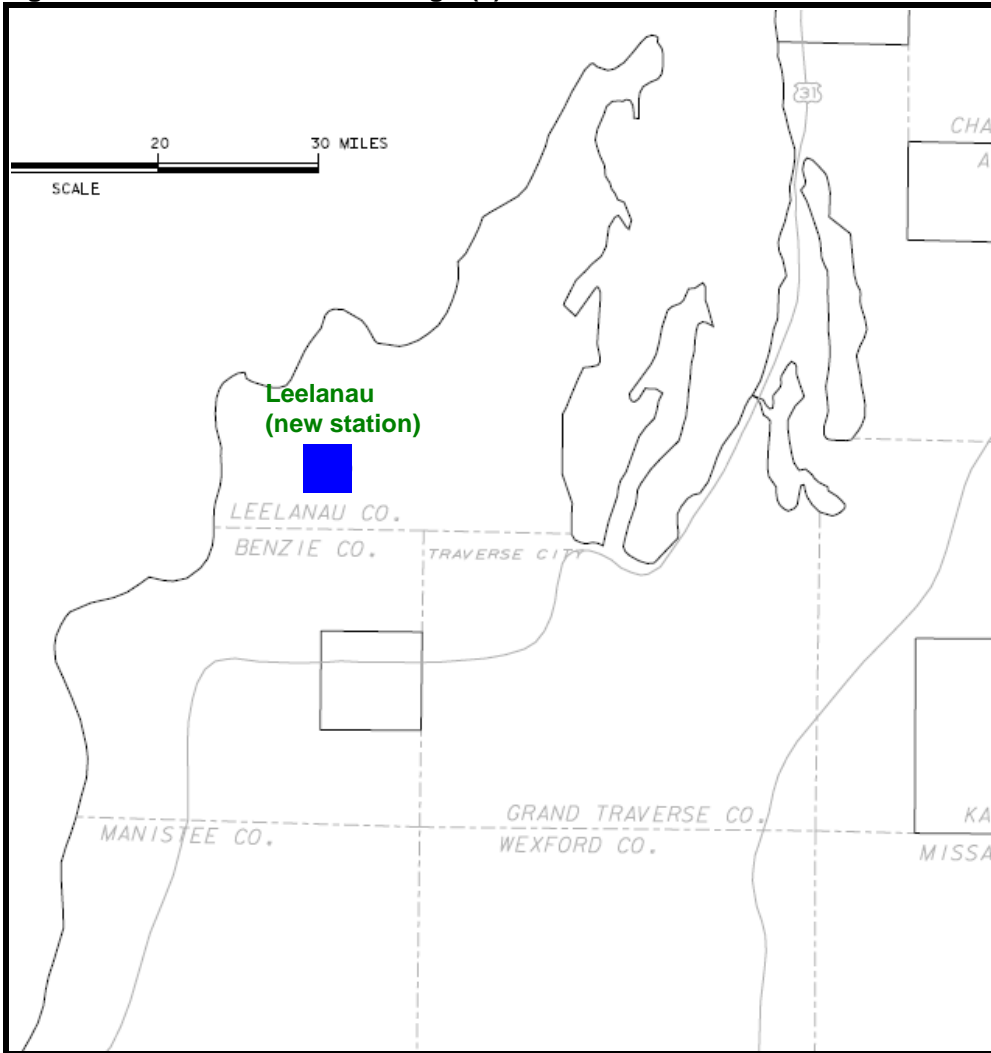 31
CHA
A
20 30 MILES
SCALE
Leelanau
(new station)
LEELANAU CO.
BENZIE CO.
TRAVERSE CITY
GRAND TRAVERSE CO.
KA
MANISTEE CO.
WEXFORD CO.
MISSA